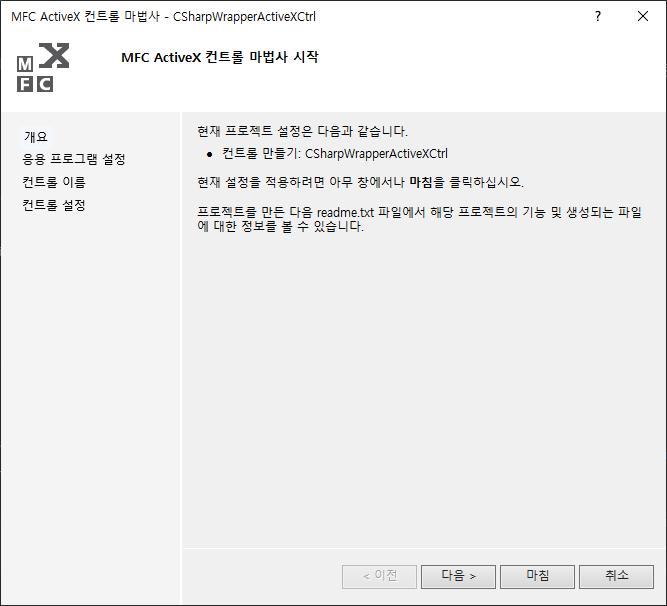 MFC ActiveX 컨트롤 마법사 - CSharpWrapperActiveXCtrl
?
M X
F C
MFC ActiveX 컨트롤 마법사 시작
개요
응용 프로그램 설정
컨트롤 이름
컨트롤 설정
현재 프로젝트 설정은 다음과 같습니다.
● 컨트롤 만들기: CSharpWrapperActiveXCtrl
현재 설정을 적용하려면 아무 창에서나 마침을 클릭하십시오.
프로젝트를 만든 다음 readme.txt 파일에서 해당 프로젝트의 기능 및 생성되는 파일
에 대한 정보를 볼 수 있습니다.
< 이전 다음 > 마침 취소